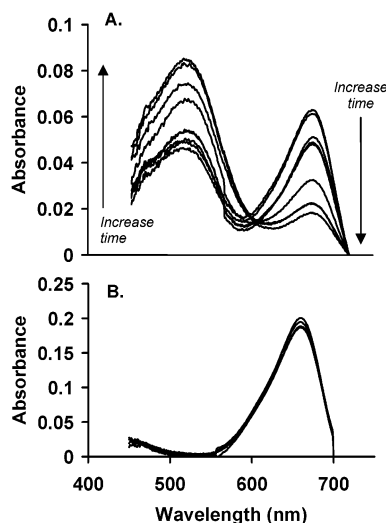 A.
0.1
0.08
0.06
0.04
0.02
0
Absorbance
Increase
time
Increase
time
B.
0.25
0.2
0.15
0.1
0.05
0
Absorbance
400
500
600
700
Wavelength (nm)